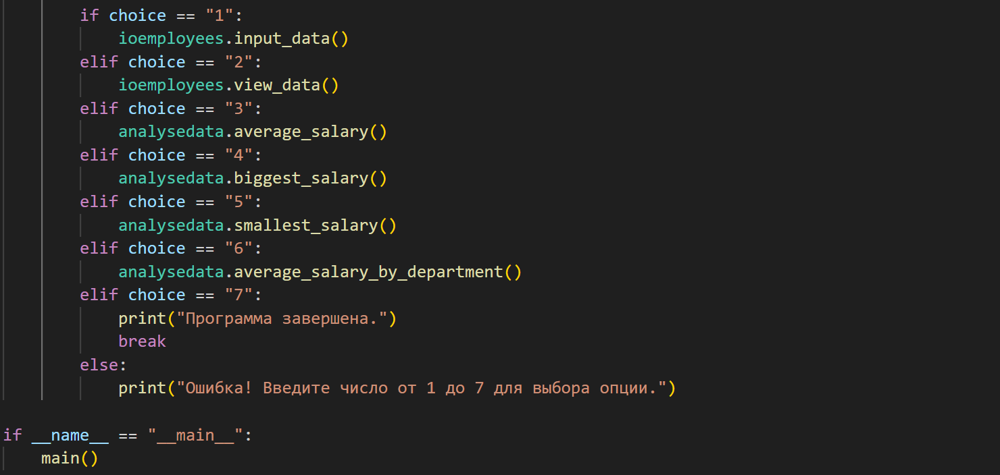 if choice == "1":
ioemployees.input_data()
elif choice == "2":
ioemployees.view_data()
elif choice == "3":
analysedata.average_salary()
elif choice == "4":
analysedata.biggest_salary()
elif choice == "5":
analysedata.smallest_salary()
elif choice == "6":
analysedata.average_salary_by_department()
elif choice == "7":
print("Программа завершена.")
break
else:
print("Ошибка! Введите число от 1 до 7 для выбора опции.")
if __name__ == "__main__":
main()